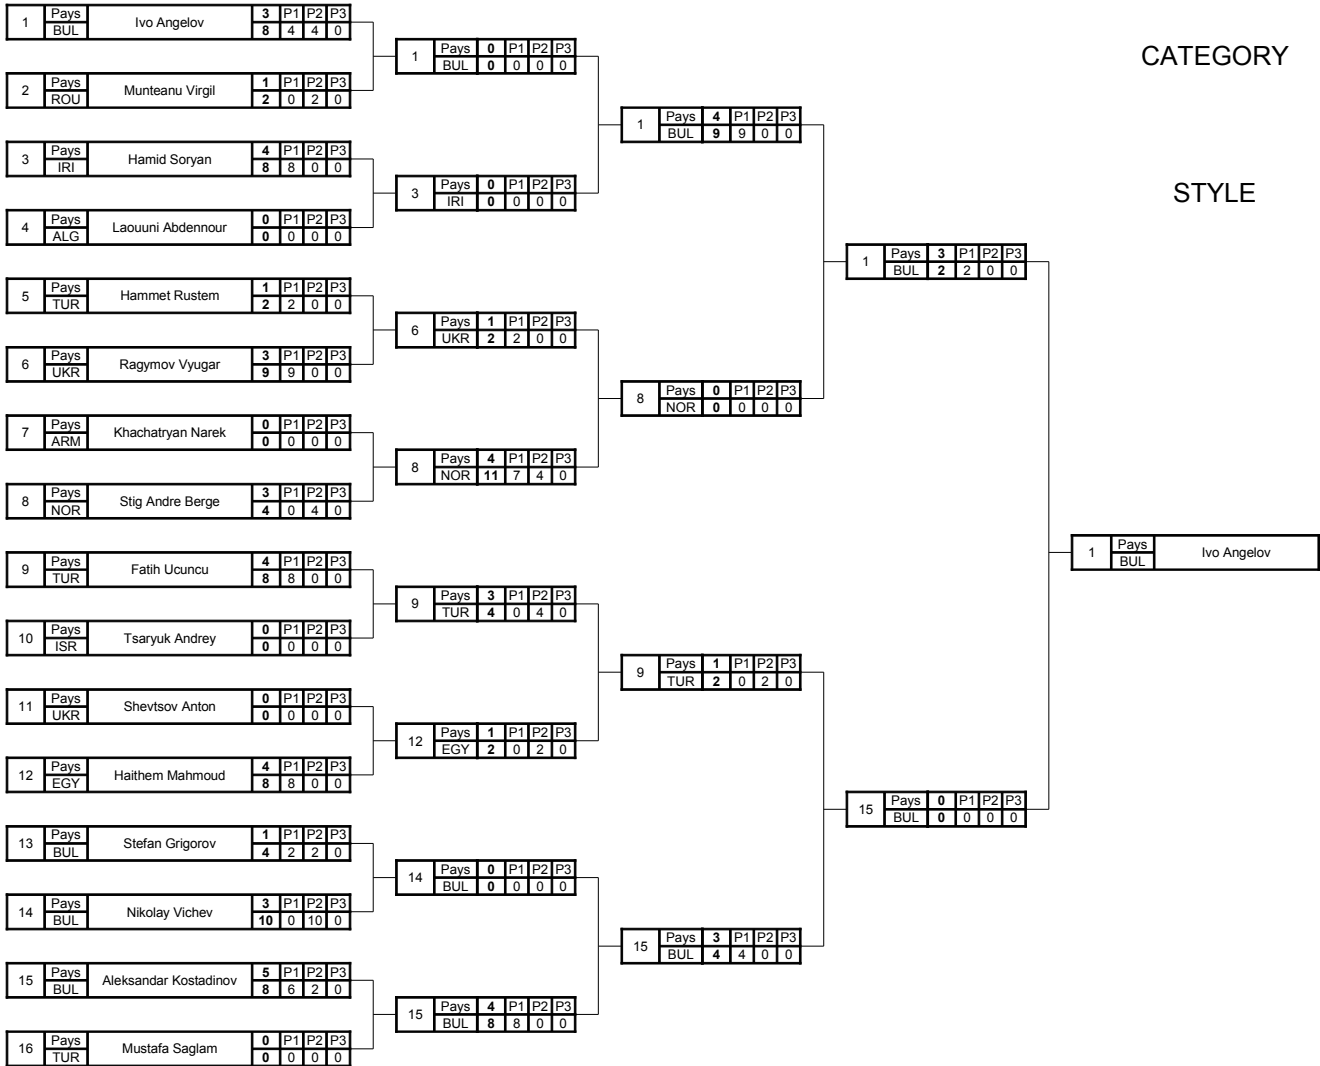 1 Pays Ivo Angelov 3 P1 P2 P3
BUL 8 4 4 0
1 Pays 0 P1 P2 P3
BUL 0 0 0 0
CATEGORY
2 Pays Munteanu Virgil 1 P1 P2 P3
ROU 2 0 2 0
1 Pays 4 P1 P2 P3
BUL 9 9 0 0
3 Pays Hamid Soryan 4 P1 P2 P3
IRI 8 8 0 0
3 Pays 0 P1 P2 P3
IRI 0 0 0 0
STYLE
4 Pays Laouuni Abdennour 0 P1 P2 P3
ALG 0 0 0 0
1 Pays 3 P1 P2 P3
BUL 2 2 0 0
5 Pays Hammet Rustem 1 P1 P2 P3
TUR 2 2 0 0
6 Pays 1 P1 P2 P3
UKR 2 2 0 0
6 Pays Ragymov Vyugar 3 P1 P2 P3
UKR 9 9 0 0
8 Pays 0 P1 P2 P3
NOR 0 0 0 0
7 Pays Khachatryan Narek 0 P1 P2 P3
ARM 0 0 0 0
8 Pays 4 P1 P2 P3
NOR 11 7 4 0
8 Pays Stig Andre Berge 3 P1 P2 P3
NOR 4 0 4 0
1 Pays Ivo Angelov
BUL
9 Pays Fatih Ucuncu 4 P1 P2 P3
TUR 8 8 0 0
9 Pays 3 P1 P2 P3
TUR 4 0 4 0
10 Pays Tsaryuk Andrey 0 P1 P2 P3
ISR 0 0 0 0
9 Pays 1 P1 P2 P3
TUR 2 0 2 0
11 Pays Shevtsov Anton 0 P1 P2 P3
UKR 0 0 0 0
12 Pays 1 P1 P2 P3
EGY 2 0 2 0
12 Pays Haithem Mahmoud 4 P1 P2 P3
EGY 8 8 0 0
15 Pays 0 P1 P2 P3
BUL 0 0 0 0
13 Pays Stefan Grigorov 1 P1 P2 P3
BUL 4 2 2 0
14 Pays 0 P1 P2 P3
BUL 0 0 0 0
14 Pays Nikolay Vichev 3 P1 P2 P3
BUL 10 0 10 0
15 Pays 3 P1 P2 P3
BUL 4 4 0 0
15 Pays Aleksandar Kostadinov 5 P1 P2 P3
BUL 8 6 2 0
15 Pays 4 P1 P2 P3
BUL 8 8 0 0
16 Pays Mustafa Saglam 0 P1 P2 P3
TUR 0 0 0 0